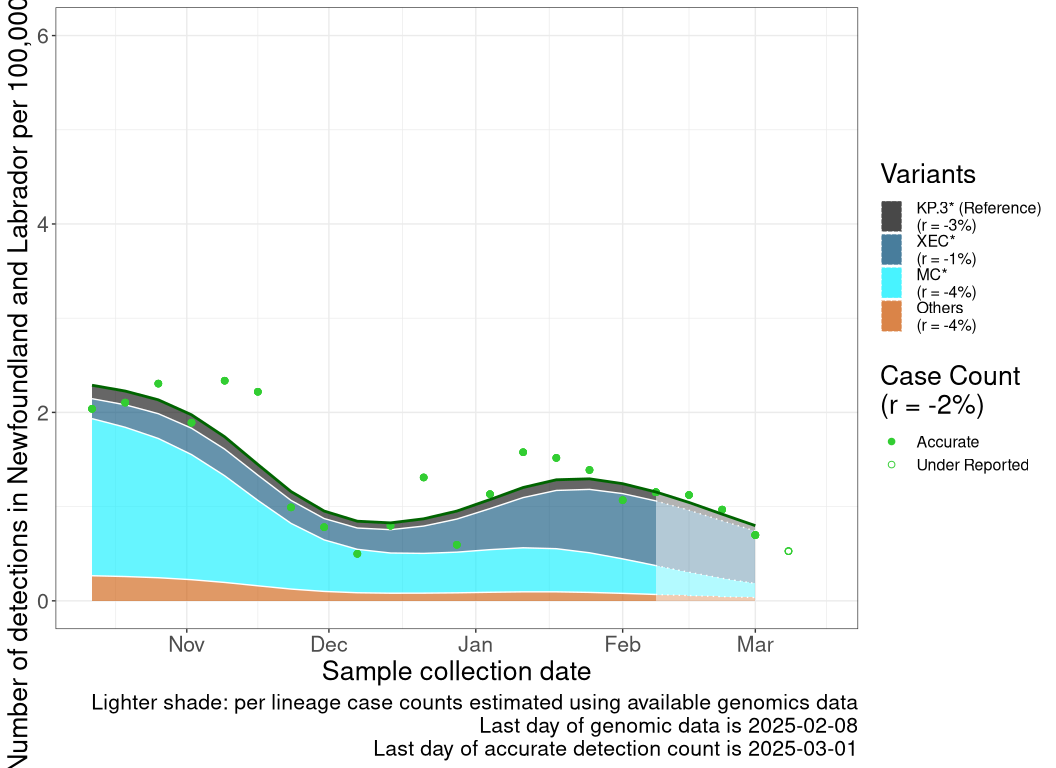 Number of detections in Newfoundland and Labrador per 100,000
6
4
2
0
Nov
Dec
Jan
Feb
Mar
Sample collection date
Lighter shade: per lineage case counts estimated using available genomics data
Last day of genomic data is 2025-02-08
Last day of accurate detection count is 2025-03-01
Variants
KP.3* (Reference)
(r = -3%)
XEC*
(r = -1%)
MC*
(r = -4%)
Others
(r = -4%)
Case Count
(r = -2%)
Accurate
Under Reported